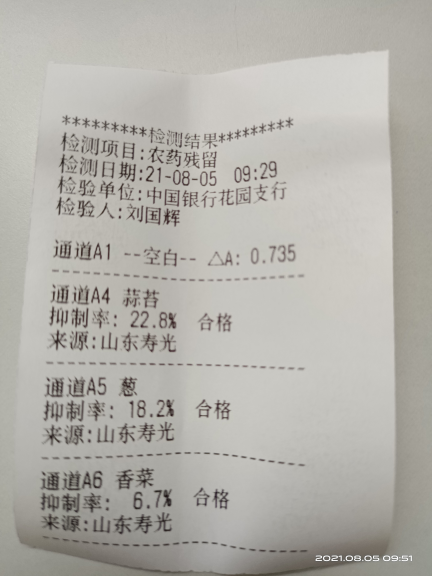 *********检测结果*********
检测项目:农药残留
检测日期:21-08-05 09:29
检验单位:中国银行花园支行
检验人:刘国辉
通道A1 --空白-- △A: 0.735
通道A4 蒜苔
抑制率: 22.8% 合格
来源:山东寿光
通道A5 葱
抑制率: 18.2% 合格
来源:山东寿光
通道A6 香菜
抑制率: 6.7% 合格
来源:山东寿光
2021.08.05 09:51